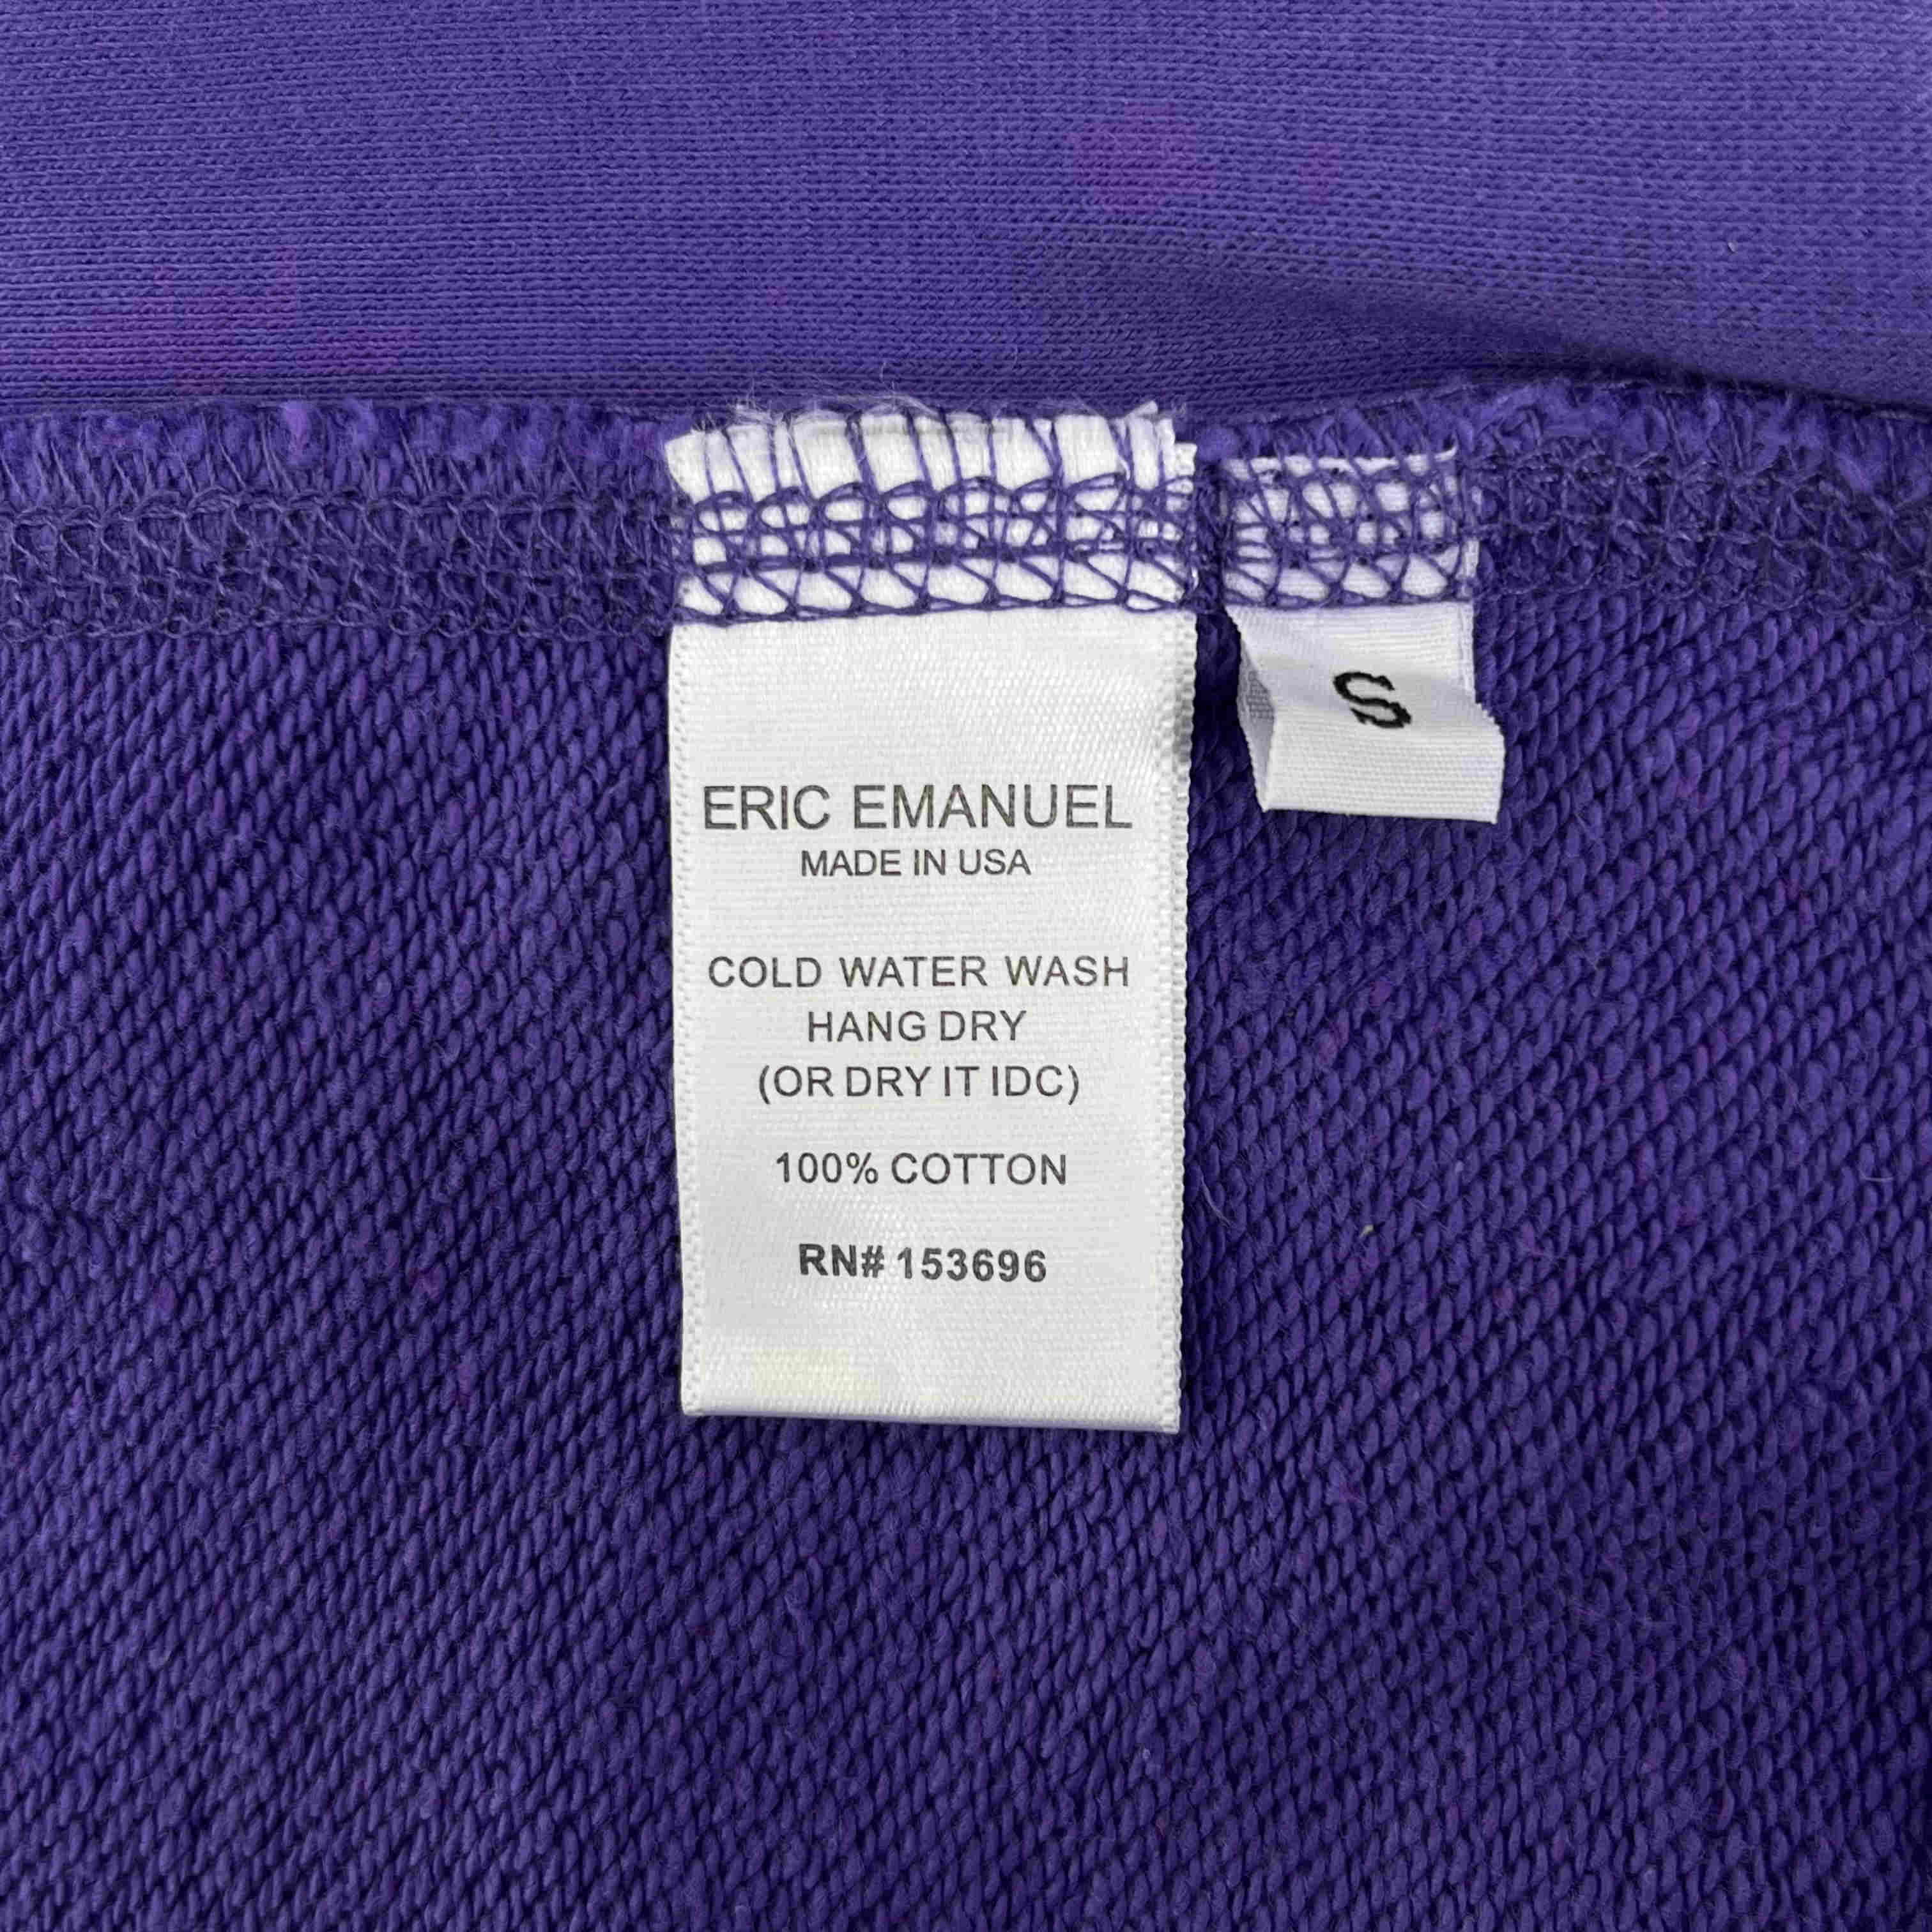 ERIC EMANUEL
MADE IN USA
COLD WATER WASH
HANG DRY
(OR DRY IT IDC)
100% COTTON
RN# 153696
S